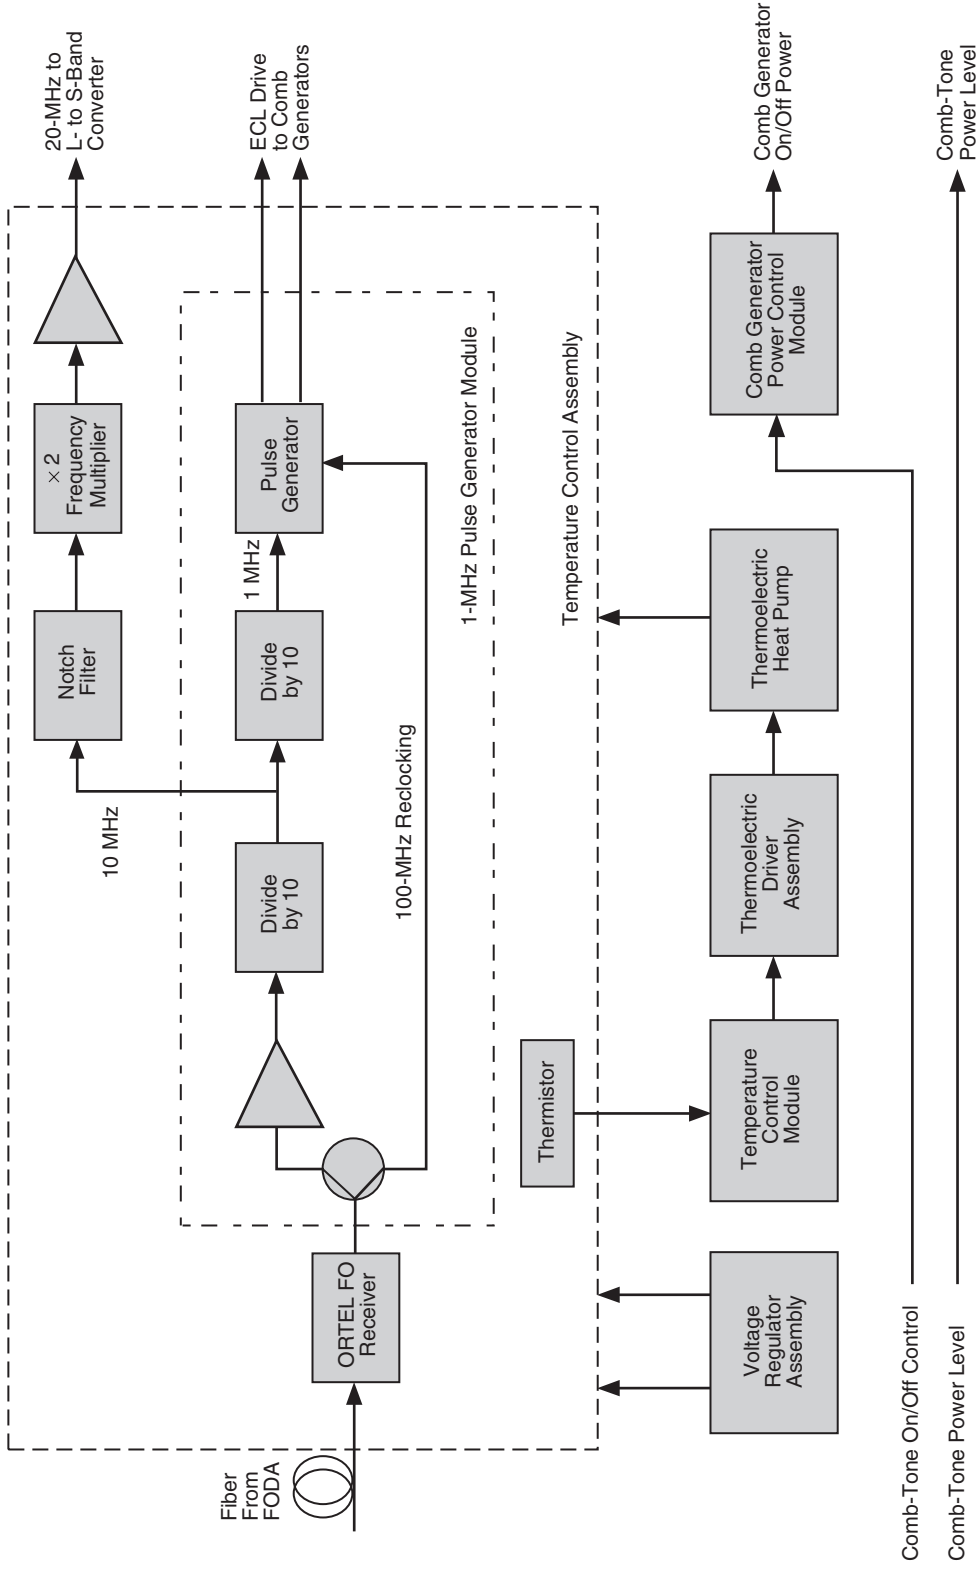 20-MHz to
L- to S-Band
Converter
ECL Drive
to Comb
Generators
× 2
Frequency
Multiplier
Notch
Filter
10 MHz
Pulse
Generator
1 MHz
Divide
by 10
Divide
by 10
100-MHz Reclocking
1-MHz Pulse Generator Module
Temperature Control Assembly
ORTEL FO
Receiver
Fiber
From
FODA
Thermistor
Voltage
Regulator
Assembly
Temperature
Control
Module
Thermoelectric
Driver
Assembly
Thermoelectric
Heat Pump
Comb Generator
Power Control
Module
Comb Generator
On/Off Power
Comb-Tone On/Off Control
Comb-Tone Power Level
Comb-Tone
Power Level